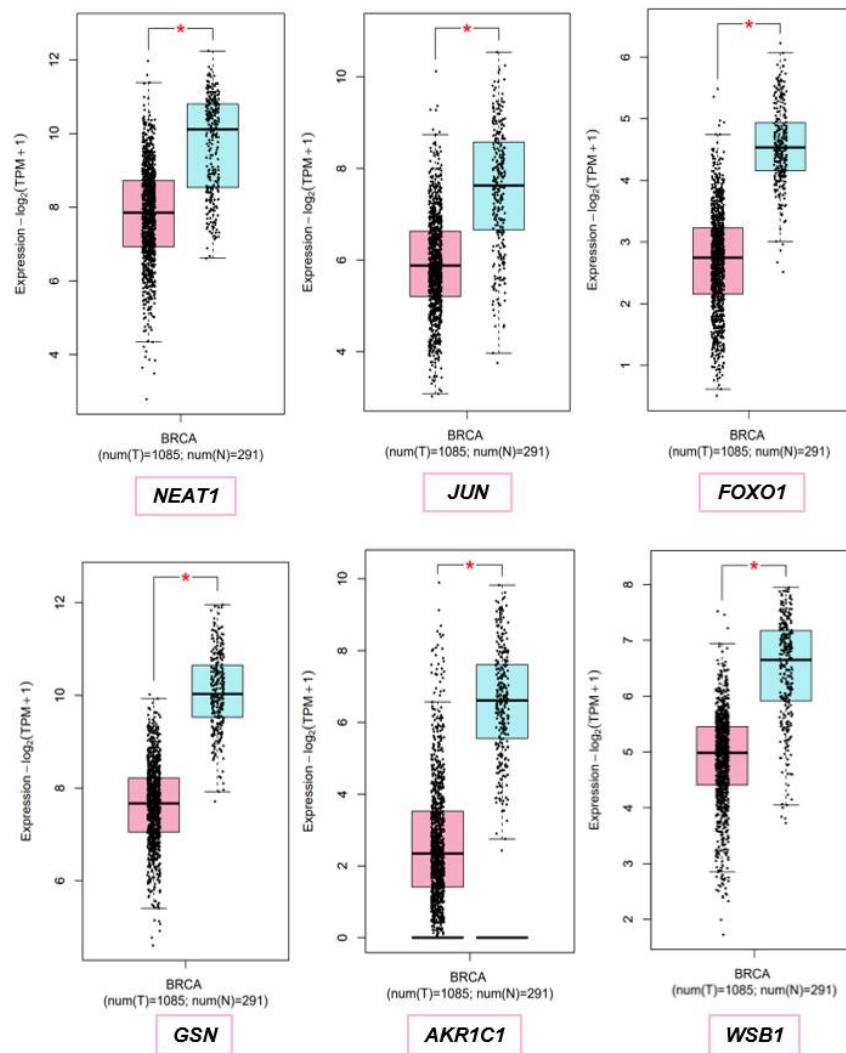 *
Expression – log₂(TPM + 1)
12
10
8
6
4
BRCA
(num(T)=1085; num(N)=291)
NEAT1
*
Expression – log₂(TPM + 1)
10
8
6
4
BRCA
(num(T)=1085; num(N)=291)
JUN
*
Expression – log₂(TPM + 1)
6
5
4
3
2
1
BRCA
(num(T)=1085; num(N)=291)
FOXO1
*
Expression – log₂(TPM + 1)
12
10
8
6
BRCA
(num(T)=1085; num(N)=291)
GSN
*
Expression – log₂(TPM + 1)
10
8
6
4
2
0
BRCA
(num(T)=1085; num(N)=291)
AKR1C1
*
Expression – log₂(TPM + 1)
8
7
6
5
4
3
2
BRCA
(num(T)=1085; num(N)=291)
WSB1